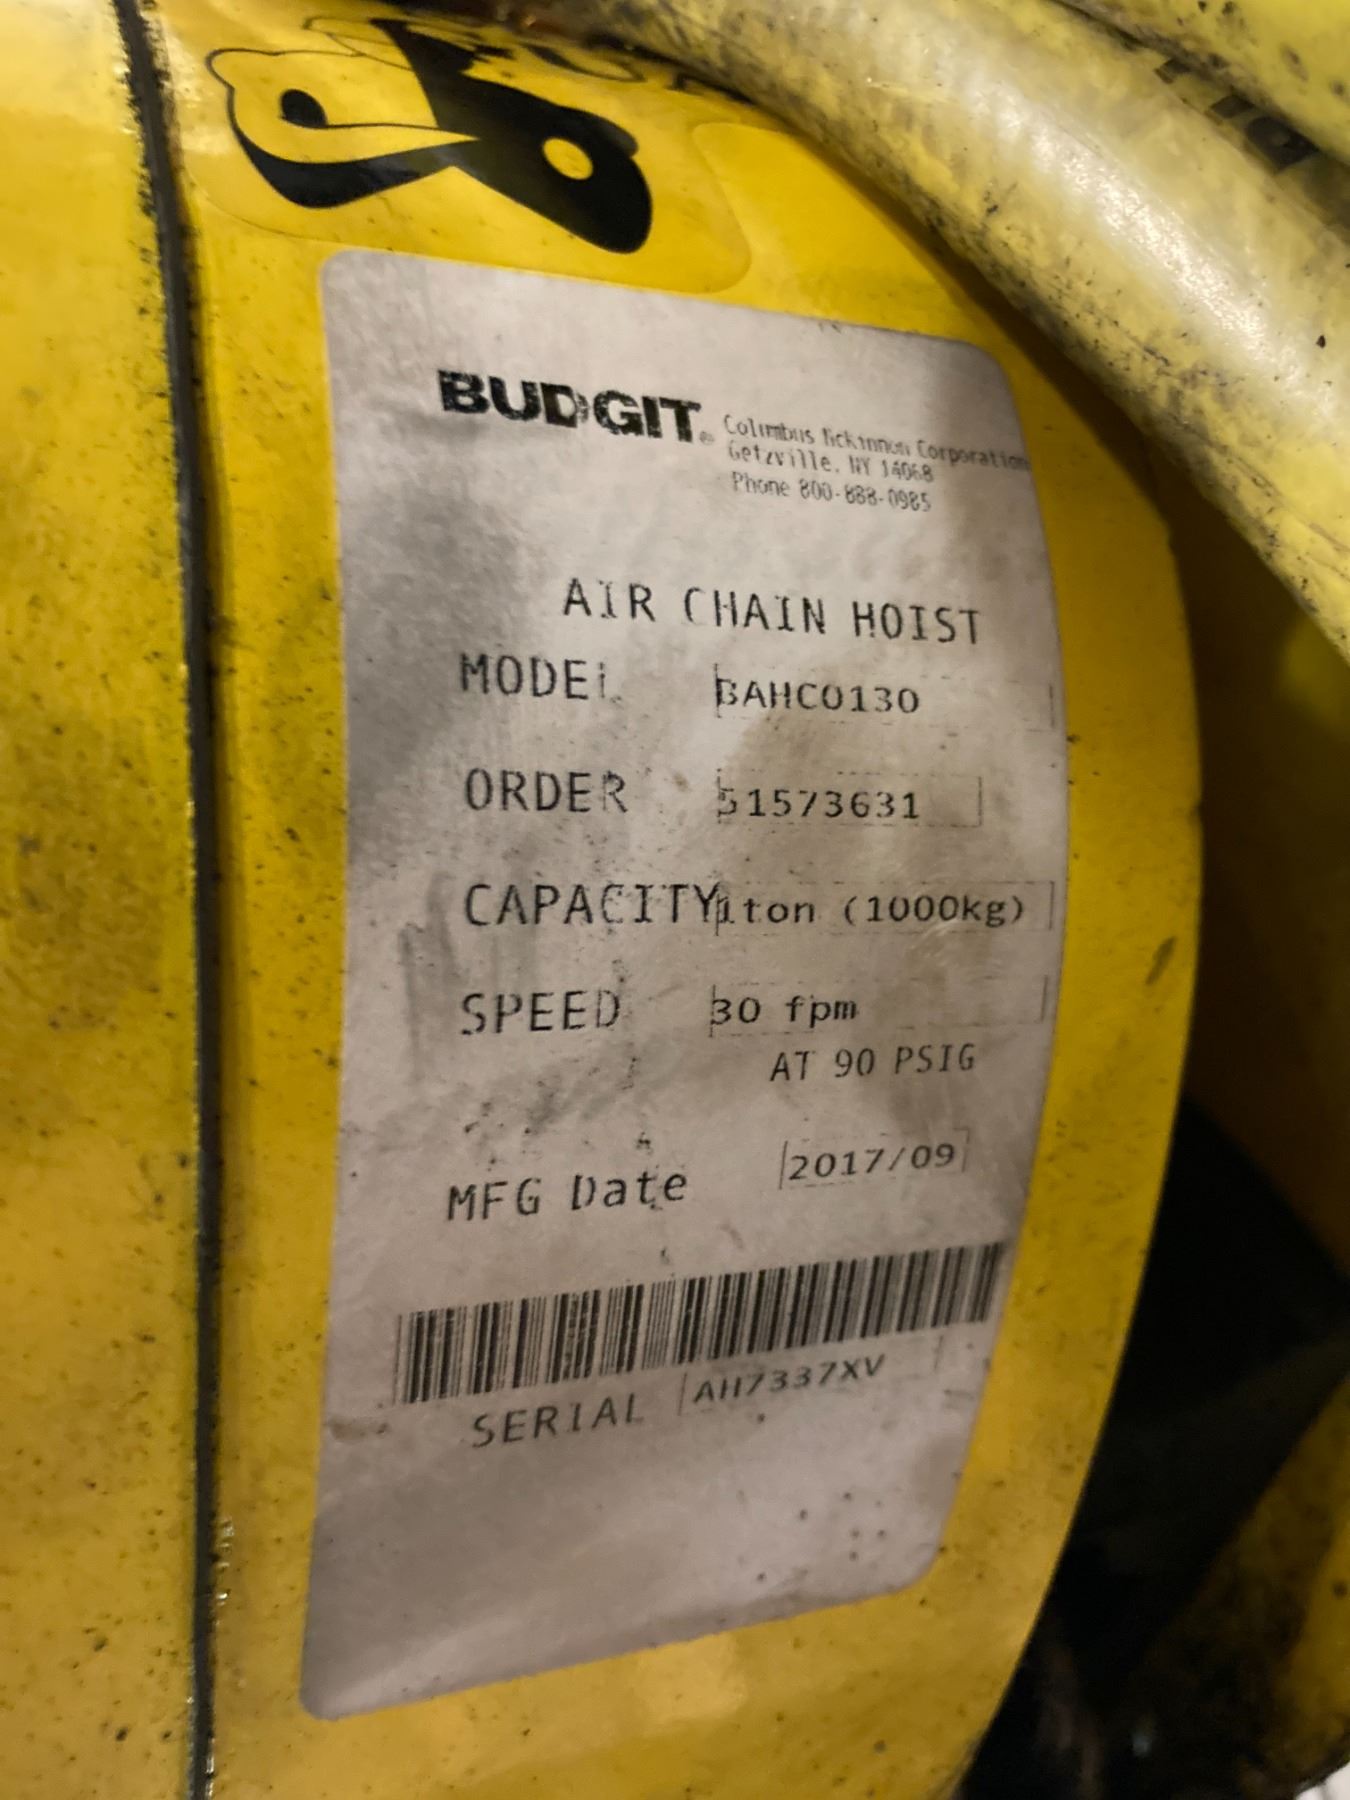 BUDGIT®
Columbus McKinnon Corporation
Getzville, NY 14068
Phone 800-888-0985
AIR CHAIN HOIST
MODEL BAHC0130
ORDER 51573631
CAPACITY 1ton (1000kg)
SPEED 30 fpm
AT 90 PSIG
MFG Date 2017/09
SERIAL AH7337XV